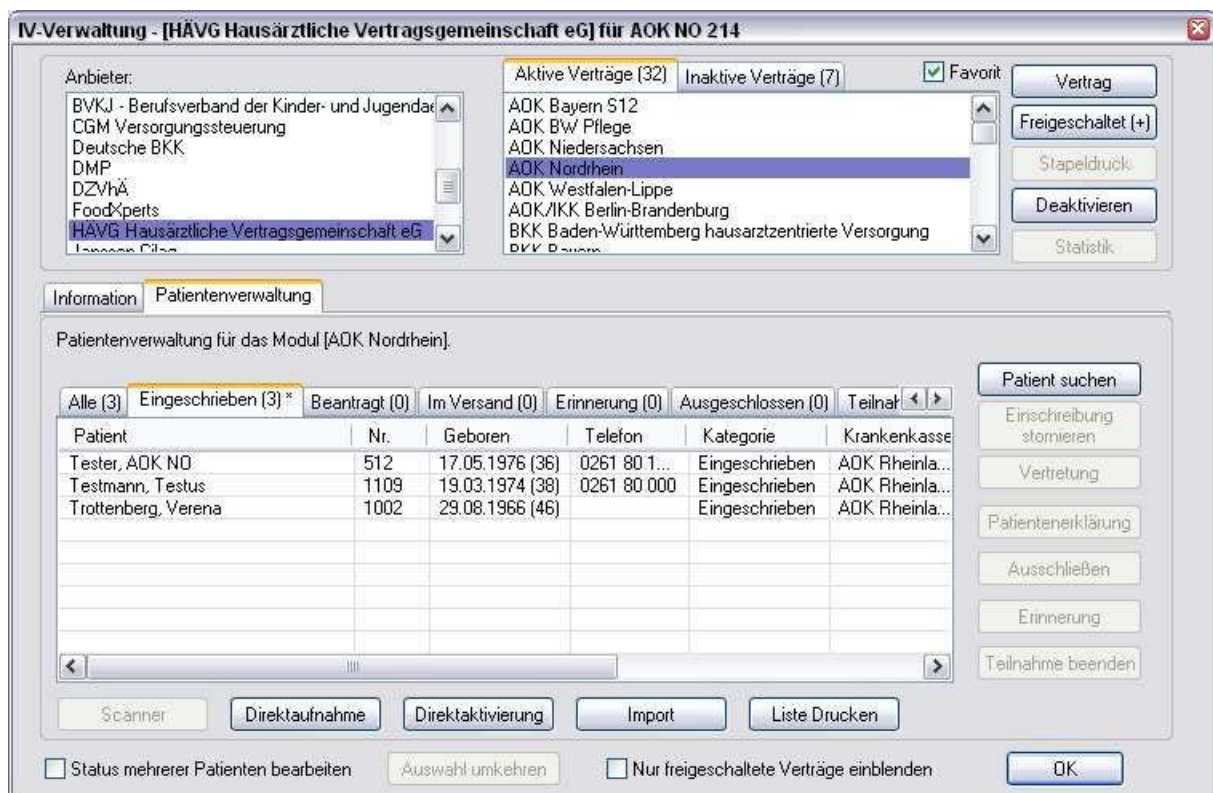 IV-Verwaltung - [HÄVG Hausärztliche Vertragsgemeinschaft eG] für AOK NO 214
Anbieter:
BVKJ - Berufsverband der Kinder- und Jugendae
CGM Versorgungssteuerung
Deutsche BKK
DMP
DZVhÄ
FoodXperts
HÄVG Hausärztliche Vertragsgemeinschaft eG
Janssen Cilag
Aktive Verträge (32) Inaktive Verträge (7) Favorit
AOK Bayern S12
AOK BW Pflege
AOK Niedersachsen
AOK Nordrhein
AOK Westfalen-Lippe
AOK/IKK Berlin-Brandenburg
BKK Baden-Württemberg hausarztzentrierte Versorgung
BKK Bayern
Vertrag
Freigeschaltet (+)
Stapeldruck
Deaktivieren
Statistik
Information Patientenverwaltung
Patientenverwaltung für das Modul [AOK Nordrhein].
Alle (3) Eingeschrieben (3) * Beantragt (0) Im Versand (0) Erinnerung (0) Ausgeschlossen (0) Teilnah
Patient Nr. Geboren Telefon Kategorie Krankenkasse
Tester, AOK NO 512 17.05.1976 (36) 0261 80 1... Eingeschrieben AOK Rheinla...
Testmann, Testus 1109 19.03.1974 (38) 0261 80 000 Eingeschrieben AOK Rheinla...
Trottenberg, Verena 1002 29.08.1966 (46) Eingeschrieben AOK Rheinla...
Patient suchen
Einschreibung
stornieren
Vertretung
Patientenerklärung
Ausschließen
Erinnerung
Teilnahme beenden
Scanner Direktaufnahme Direktaktivierung Import Liste Drucken
Status mehrerer Patienten bearbeiten Auswahl umkehren Nur freigeschaltete Verträge einblenden OK